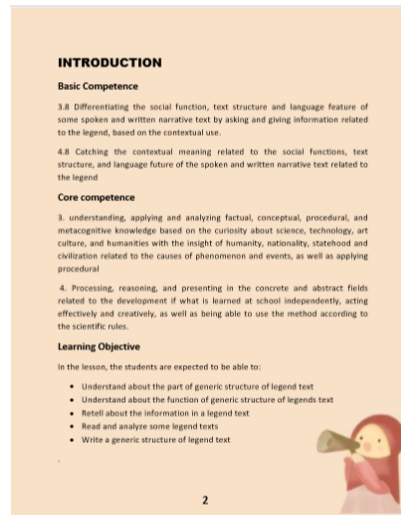 INTRODUCTION
Basic Competence
3.8 Differentiating the social function, text structure and language feature of
some spoken and written narrative text by asking and giving information related
to the legend, based on the contextual use.
4.8 Catching the contextual meaning related to the social functions, text
structure, and language future of the spoken and written narrative text related to
the legend
Core competence
3. understanding, applying and analyzing factual, conceptual, procedural, and
metacognitive knowledge based on the curiosity about science, technology, art
culture, and humanities with the insight of humanity, nationality, statehood and
civilization related to the causes of phenomenon and events, as well as applying
procedural
4. Processing, reasoning, and presenting in the concrete and abstract fields
related to the development if what is learned at school independently, acting
effectively and creatively, as well as being able to use the method according to
the scientific rules.
Learning Objective
In the lesson, the students are expected to be able to:
• Understand about the part of generic structure of legend text
• Understand about the function of generic structure of legends text
• Retell about the information in a legend text
• Read and analyze some legend texts
• Write a generic structure of legend text
.
2